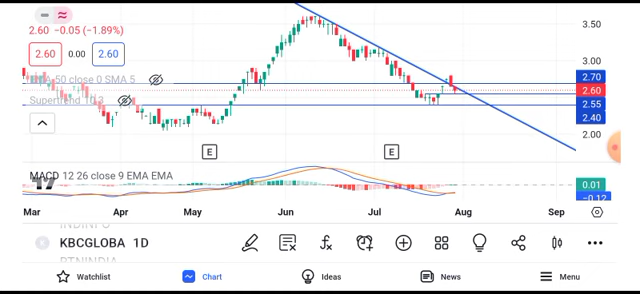 3.50
2.60 −0.05 (−1.89%)
2.60 0.00 2.60
3.00
50 close 0 SMA 5
2.70
2.60
Supertrend 10 3
2.55
2.40
2.00
E E
MACD 12 26 close 9 EMA EMA
0.01
−0.12
Mar Apr May Jun Jul Aug Sep
KBCGLOBA 1D
Watchlist Chart Ideas News Menu